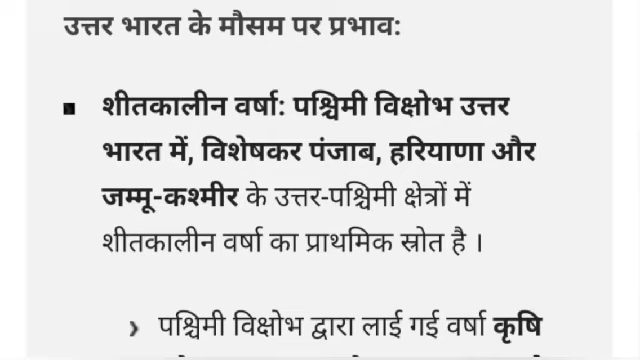 उत्तर भारत के मौसम पर प्रभाव:
शीतकालीन वर्षा: पश्चिमी विक्षोभ उत्तर
भारत में, विशेषकर पंजाब, हरियाणा और
जम्मू-कश्मीर के उत्तर-पश्चिमी क्षेत्रों में
शीतकालीन वर्षा का प्राथमिक स्रोत है ।
पश्चिमी विक्षोभ द्वारा लाई गई वर्षा कृषि